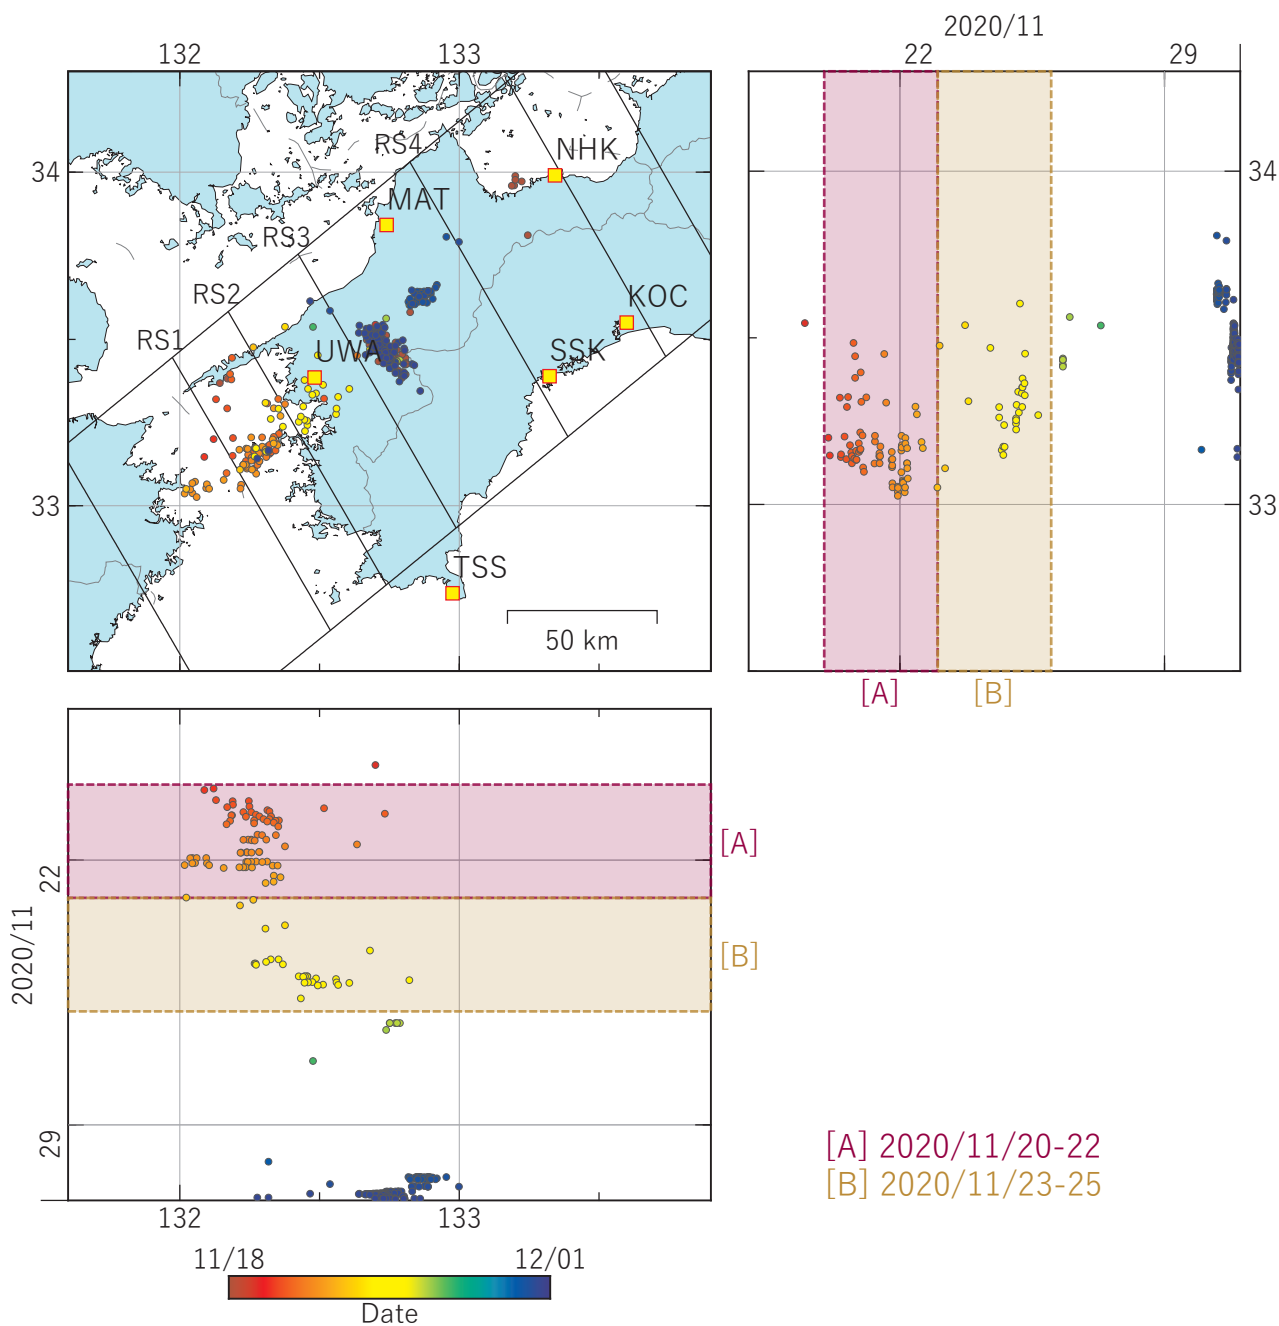 2020/11
132
133
22
29
34
33
RS4
NHK
MAT
RS3
RS2
KOC
RS1
UWA
SSK
TSS
50 km
34
33
[A]
[B]
[A]
[B]
22
29
2020/11
132
133
[A] 2020/11/20-22
[B] 2020/11/23-25
11/18
12/01
Date